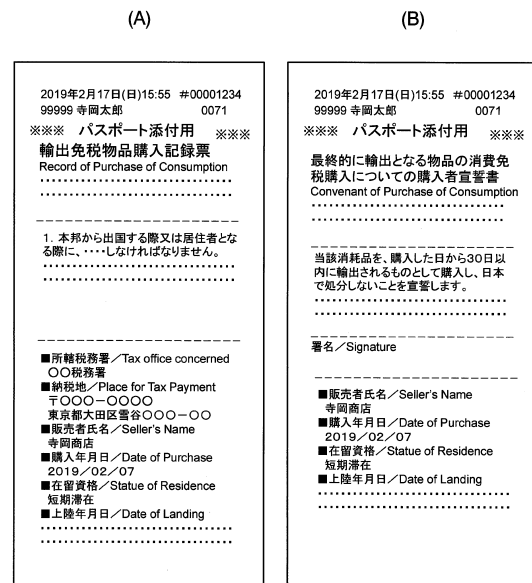 (A)
2019年2月17日(日)15:55 #00001234
99999 寺岡太郎 0071
※※※ パスポート添付用 ※※※
輸出免税物品購入記録票
Record of Purchase of Consumption
1. 本邦から出国する際又は居住者とな
る際に、・・・・しなければなりません。
■所轄税務署/Tax office concerned
〇〇税務署
■納税地/Place for Tax Payment
〒〇〇〇-〇〇〇〇
東京都大田区雪谷〇〇〇-〇〇
■販売者氏名/Seller's Name
寺岡商店
■購入年月日/Date of Purchase
2019/02/07
■在留資格/Statue of Residence
短期滞在
■上陸年月日/Date of Landing
(B)
2019年2月17日(日)15:55 #00001234
99999 寺岡太郎 0071
※※※ パスポート添付用 ※※※
最終的に輸出となる物品の消費免
税購入についての購入者宣誓書
Convenant of Purchase of Consumption
当該消耗品を、購入した日から30日以
内に輸出されるものとして購入し、日本
で処分しないことを宣誓します。
署名/Signature
■販売者氏名/Seller's Name
寺岡商店
■購入年月日/Date of Purchase
2019/02/07
■在留資格/Statue of Residence
短期滞在
■上陸年月日/Date of Landing